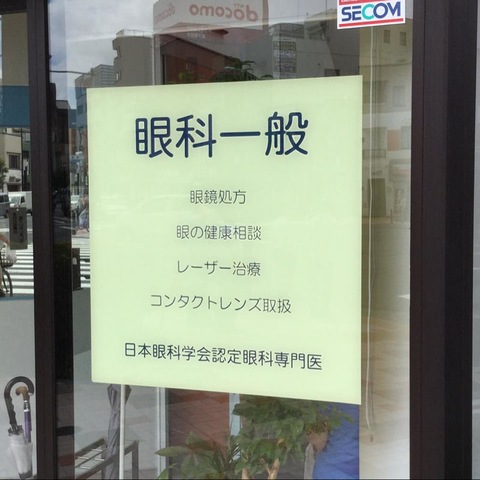 SECOM
döcomo
眼科一般
眼鏡処方
眼の健康相談
レーザー治療
コンタクトレンズ取扱
日本眼科学会認定眼科専門医